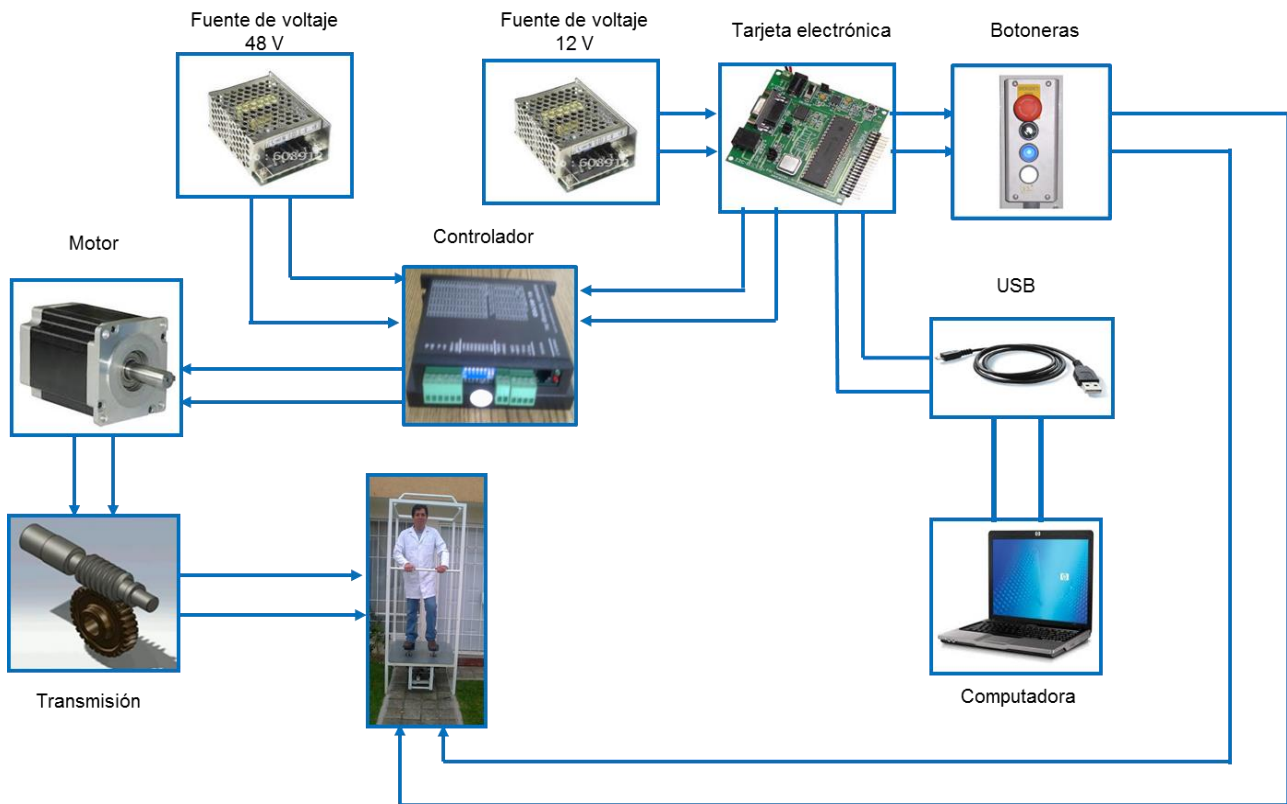 Fuente de voltaje
48 V
Fuente de voltaje
12 V
Tarjeta electrónica
Botoneras
Motor
Controlador
USB
Transmisión
Computadora